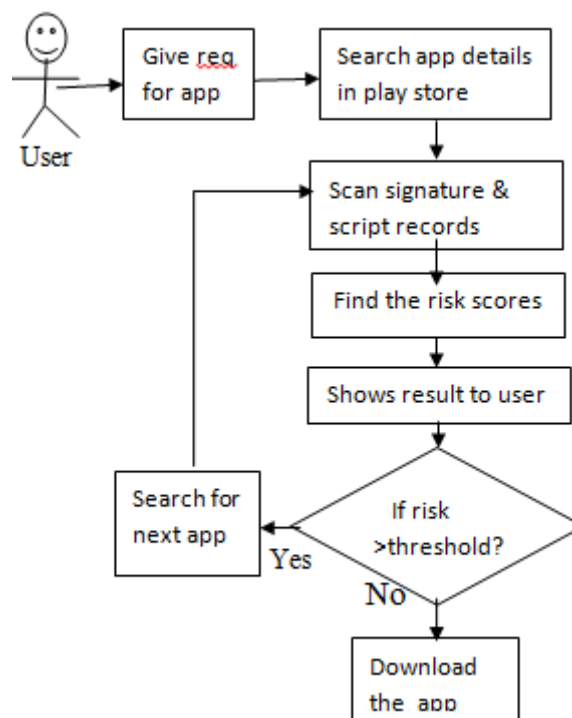 Give req
for app
Search app details
in play store
User
Scan signature &
script records
Find the risk scores
Shows result to user
Search for
next app
If risk
>threshold?
Yes
No
Download
the app